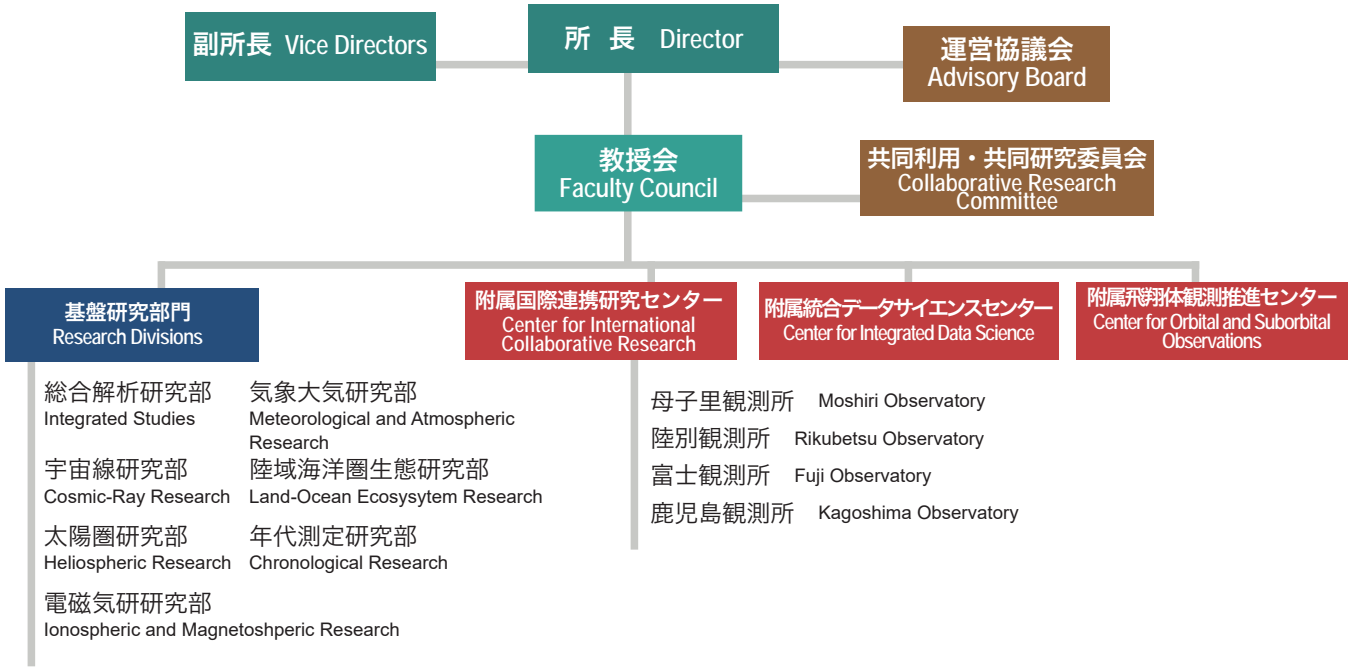 副所長 Vice Directors
所 長 Director
運営協議会
Advisory Board
教授会
Faculty Council
共同利用・共同研究委員会
Collaborative Research
Committee
基盤研究部門
Research Divisions
附属国際連携研究センター
Center for International
Collaborative Research
附属統合データサイエンスセンター
Center for Integrated Data Science
附属飛翔体観測推進センター
Center for Orbital and Suborbital
Observations
総合解析研究部
Integrated Studies
気象大気研究部
Meteorological and Atmospheric
Research
宇宙線研究部
Cosmic-Ray Research
陸域海洋圏生態研究部
Land-Ocean Ecosysytem Research
太陽圏研究部
Heliospheric Research
年代測定研究部
Chronological Research
電磁気研研究部
Ionospheric and Magnetoshperic Research
母子里観測所 Moshiri Observatory
陸別観測所 Rikubetsu Observatory
富士観測所 Fuji Observatory
鹿児島観測所 Kagoshima Observatory